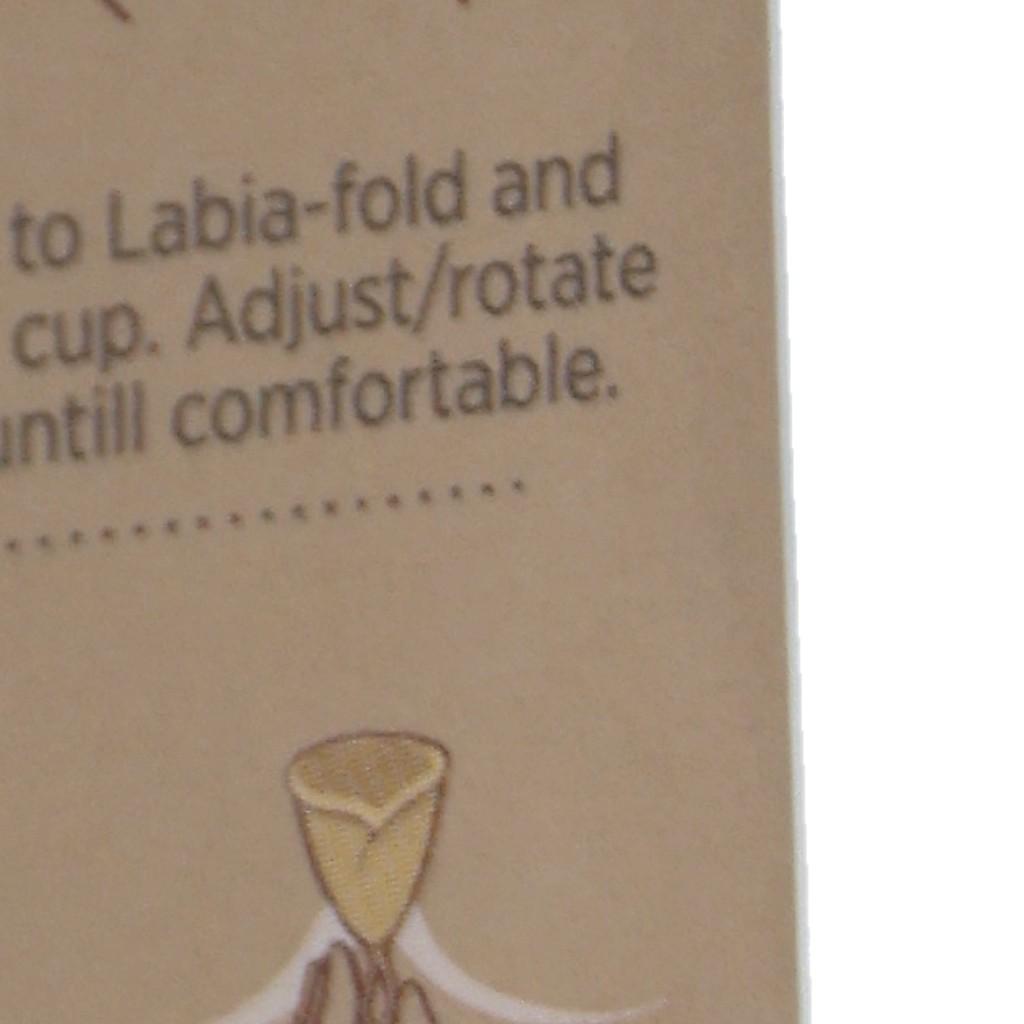 to Labia-fold and
cup. Adjust/rotate
untill comfortable.